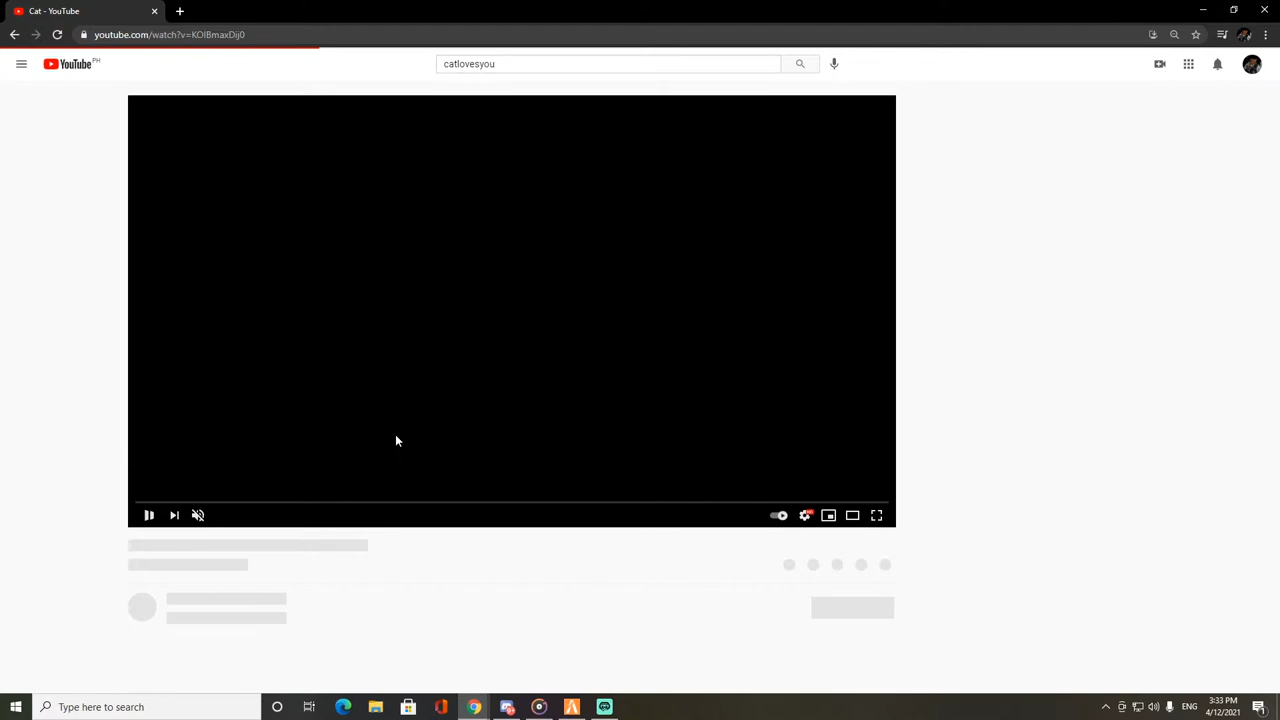 Cat - YouTube
youtube.com/watch?v=KOlBmaxDij0
YouTube PH
catlovesyou
Type here to search
ENG
3:33 PM
4/12/2021